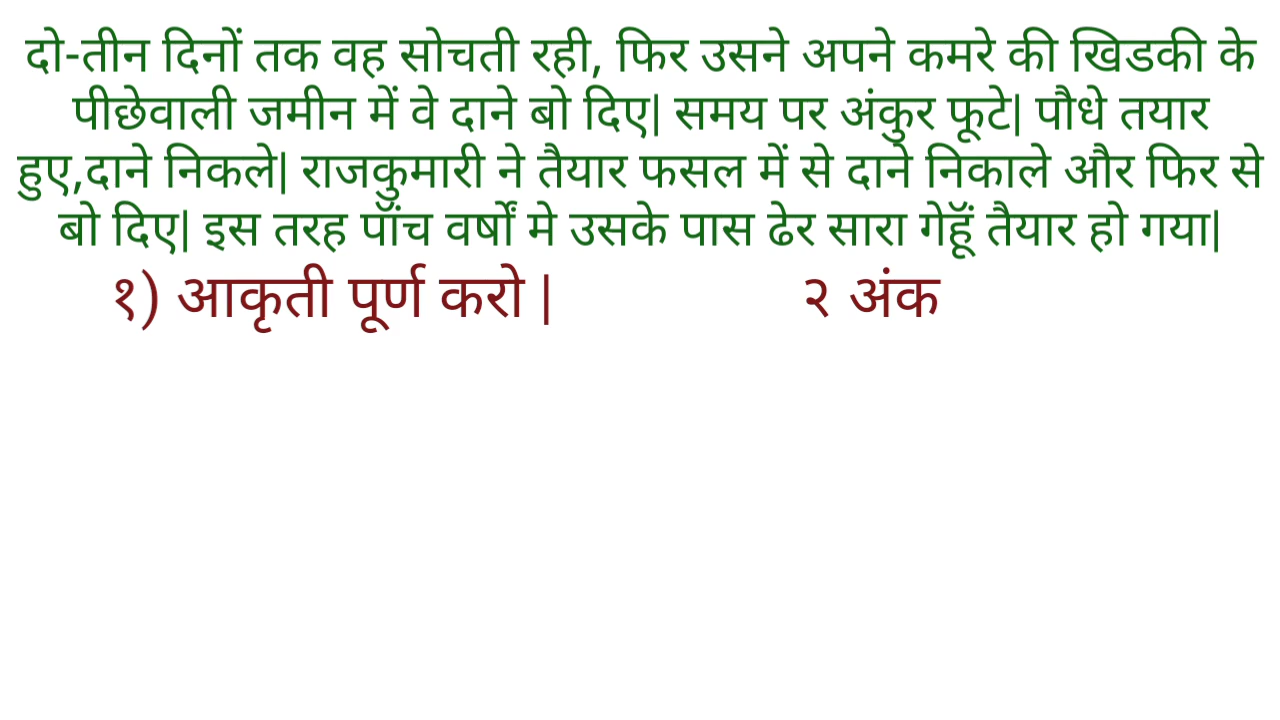 दो-तीन दिनों तक वह सोचती रही, फिर उसने अपने कमरे की खिडकी के
पीछेवाली जमीन में वे दाने बो दिए| समय पर अंकुर फूटे| पौधे तयार
हुए,दाने निकले| राजकुमारी ने तैयार फसल में से दाने निकाले और फिर से
बो दिए| इस तरह पॉंच वर्षों मे उसके पास ढेर सारा गेहूॅं तैयार हो गया|
१) आकृती पूर्ण करो | २ अंक